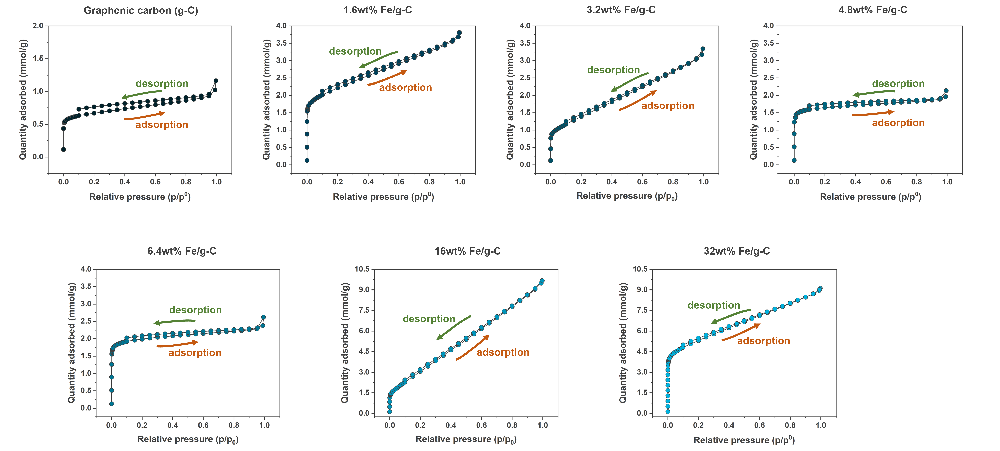 Graphenic carbon (g-C)
2.0
1.5
1.0
0.5
0.0
Quantity adsorbed (mmol/g)
desorption
adsorption
0.0 0.2 0.4 0.6 0.8 1.0
Relative pressure (p/p⁰)
1.6wt% Fe/g-C
4.0
3.5
3.0
2.5
2.0
1.5
1.0
0.5
0.0
Quantity adsorbed (mmol/g)
desorption
adsorption
0.0 0.2 0.4 0.6 0.8 1.0
Relative pressure (p/p⁰)
3.2wt% Fe/g-C
4.0
3.5
3.0
2.5
2.0
1.5
1.0
0.5
0.0
Quantity adsorbed (mmol/g)
desorption
adsorption
0.0 0.2 0.4 0.6 0.8 1.0
Relative pressure (p/p₀)
4.8wt% Fe/g-C
4.0
3.5
3.0
2.5
2.0
1.5
1.0
0.5
0.0
Quantity adsorbed (mmol/g)
desorption
adsorption
0.0 0.2 0.4 0.6 0.8 1.0
Relative pressure (p/p⁰)
6.4wt% Fe/g-C
4.0
3.5
3.0
2.5
2.0
1.5
1.0
0.5
0.0
Quantity adsorbed (mmol/g)
desorption
adsorption
0.0 0.2 0.4 0.6 0.8 1.0
Relative pressure (p/p₀)
16wt% Fe/g-C
10.5
9.0
7.5
6.0
4.5
3.0
1.5
0.0
Quantity adsorbed (mmol/g)
desorption
adsorption
0.0 0.2 0.4 0.6 0.8 1.0
Relative pressure (p/p₀)
32wt% Fe/g-C
10.5
9.0
7.5
6.0
4.5
3.0
1.5
0.0
Quantity adsorbed (mmol/g)
desorption
adsorption
0.0 0.2 0.4 0.6 0.8 1.0
Relative pressure (p/p⁰)